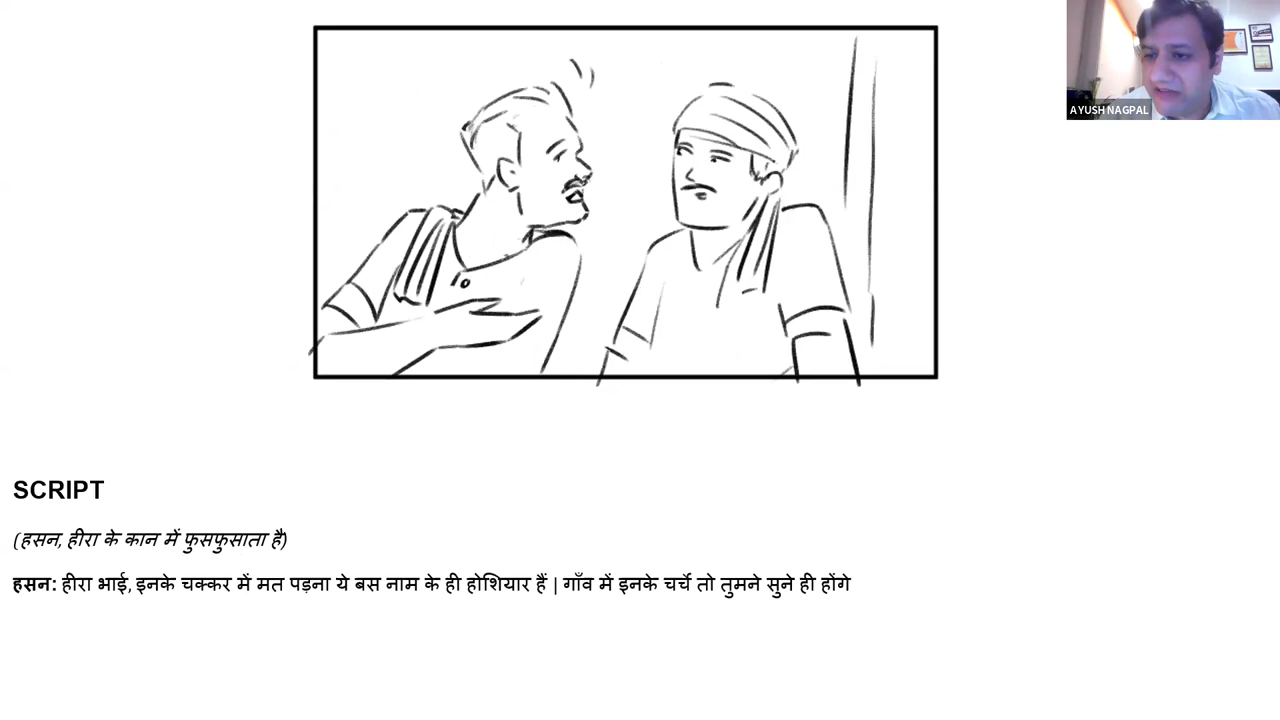 AYUSH NAGPAL
SCRIPT
(हसन, हीरा के कान में फुसफुसाता है)
हसन: हीरा भाई, इनके चक्कर में मत पड़ना ये बस नाम के ही होशियार हैं | गाँव में इनके चर्चे तो तुमने सुने ही होंगे